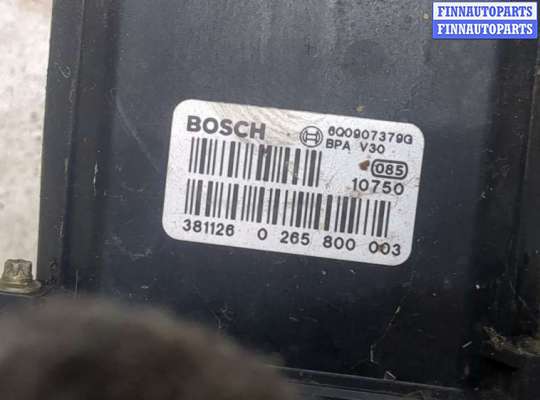 FINNAUTOPARTS
FINNAUTOPARTS
BOSCH 6Q0907379G
BPA V30
085
10750
381126 0 265 800 003